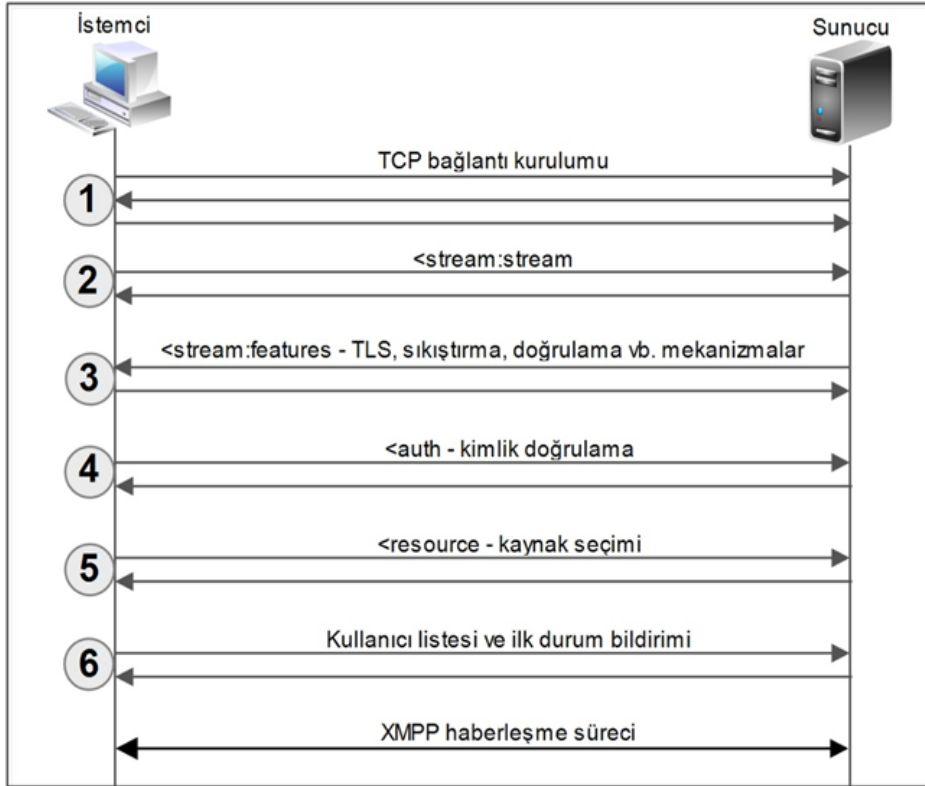 İstemci
Sunucu
TCP bağlantı kurulumu
1
<stream:stream
2
<stream:features - TLS, sıkıştırma, doğrulama vb. mekanizmalar
3
<auth - kimlik doğrulama
4
<resource - kaynak seçimi
5
Kullanıcı listesi ve ilk durum bildirimi
6
XMPP haberleşme süreci